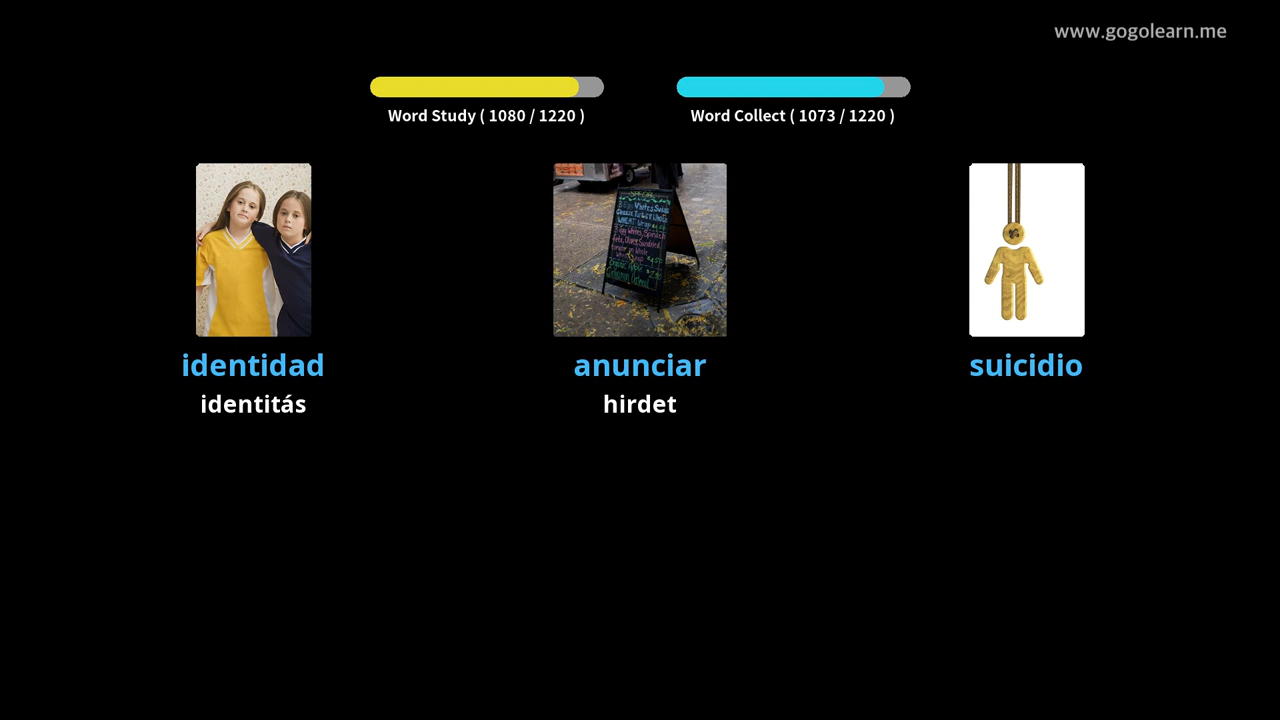 www.gogolearn.me
Word Study ( 1080 / 1220 )
Word Collect ( 1073 / 1220 )
identidad
identitás
anunciar
hirdet
suicidio